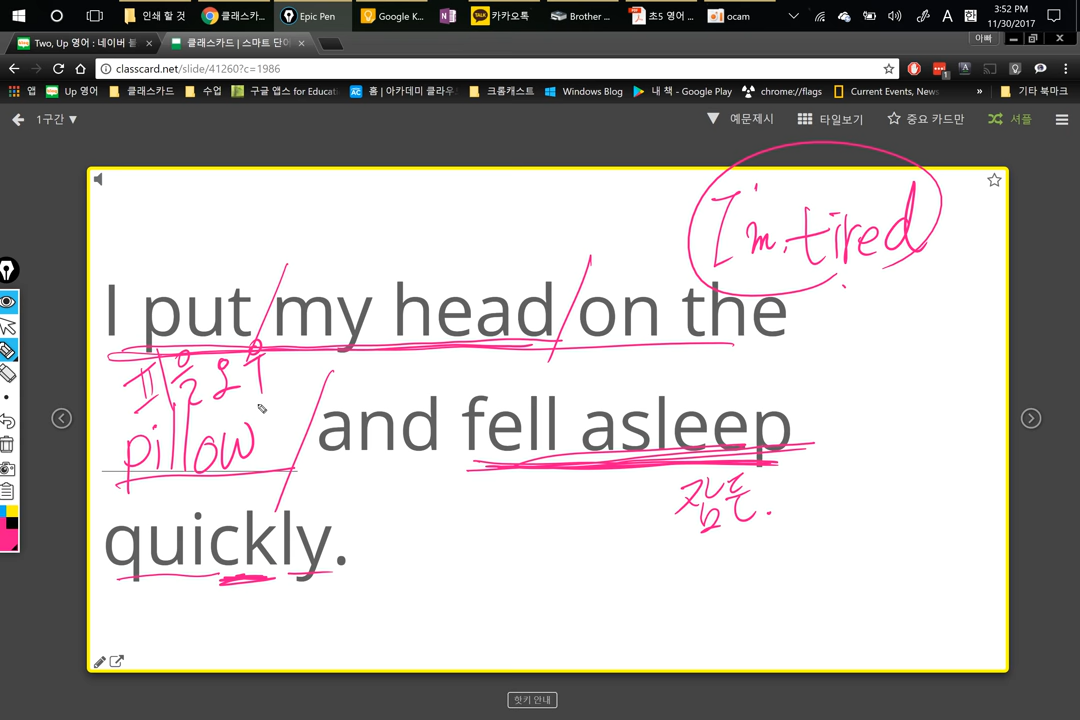 인쇄 할 것
클래스카...
Epic Pen
Google K...
카카오톡
Brother ...
초5 영어 ...
ocam
A
한
3:52 PM
11/30/2017
Two, Up 영어 : 네이버 블
클래스카드 | 스마트 단어
아빠
classcard.net/slide/41260?c=1986
앱
Up 영어
클래스카드
수업
구글 앱스 for Educati
홈 | 아카데미 클라우
크롬캐스트
Windows Blog
내 책 - Google Play
chrome://flags
Current Events, News
»
기타 북마크
1구간 ▼
▼ 예문제시
타일보기
중요 카드만
셔플
I'm tired
I put / my head / on the
pillow / and fell asleep
잠든.
quickly.
핫키 안내